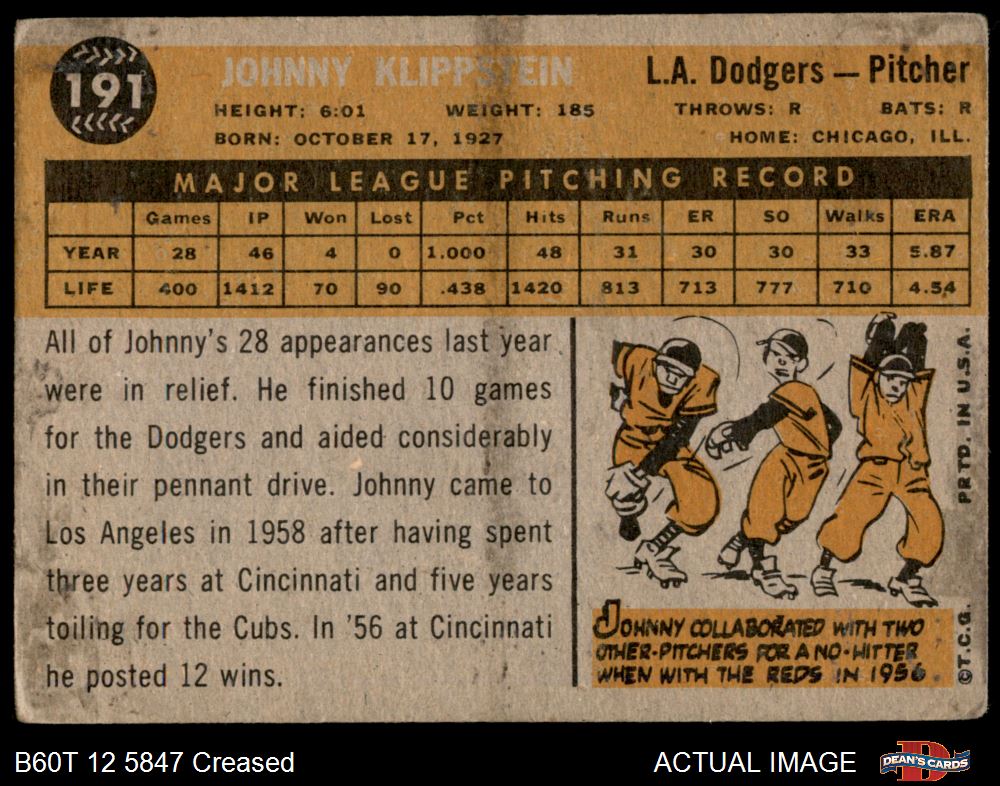 191
JOHNNY KLIPPSTEIN
L.A. Dodgers — Pitcher
HEIGHT: 6:01 WEIGHT: 185 THROWS: R BATS: R
BORN: OCTOBER 17, 1927 HOME: CHICAGO, ILL.
MAJOR LEAGUE PITCHING RECORD
Games IP Won Lost Pct Hits Runs ER SO Walks ERA
YEAR 28 46 4 0 1.000 48 31 30 30 33 5.87
LIFE 400 1412 70 90 .438 1420 813 713 777 710 4.54
All of Johnny's 28 appearances last year
were in relief. He finished 10 games
for the Dodgers and aided considerably
in their pennant drive. Johnny came to
Los Angeles in 1958 after having spent
three years at Cincinnati and five years
toiling for the Cubs. In '56 at Cincinnati
he posted 12 wins.
JOHNNY COLLABORATED WITH TWO
OTHER PITCHERS FOR A NO-HITTER
WHEN WITH THE REDS IN 1956.
©T.C.G. PRTD. IN U.S.A.
B60T 12 5847 Creased
ACTUAL IMAGE
DEAN'S CARDS